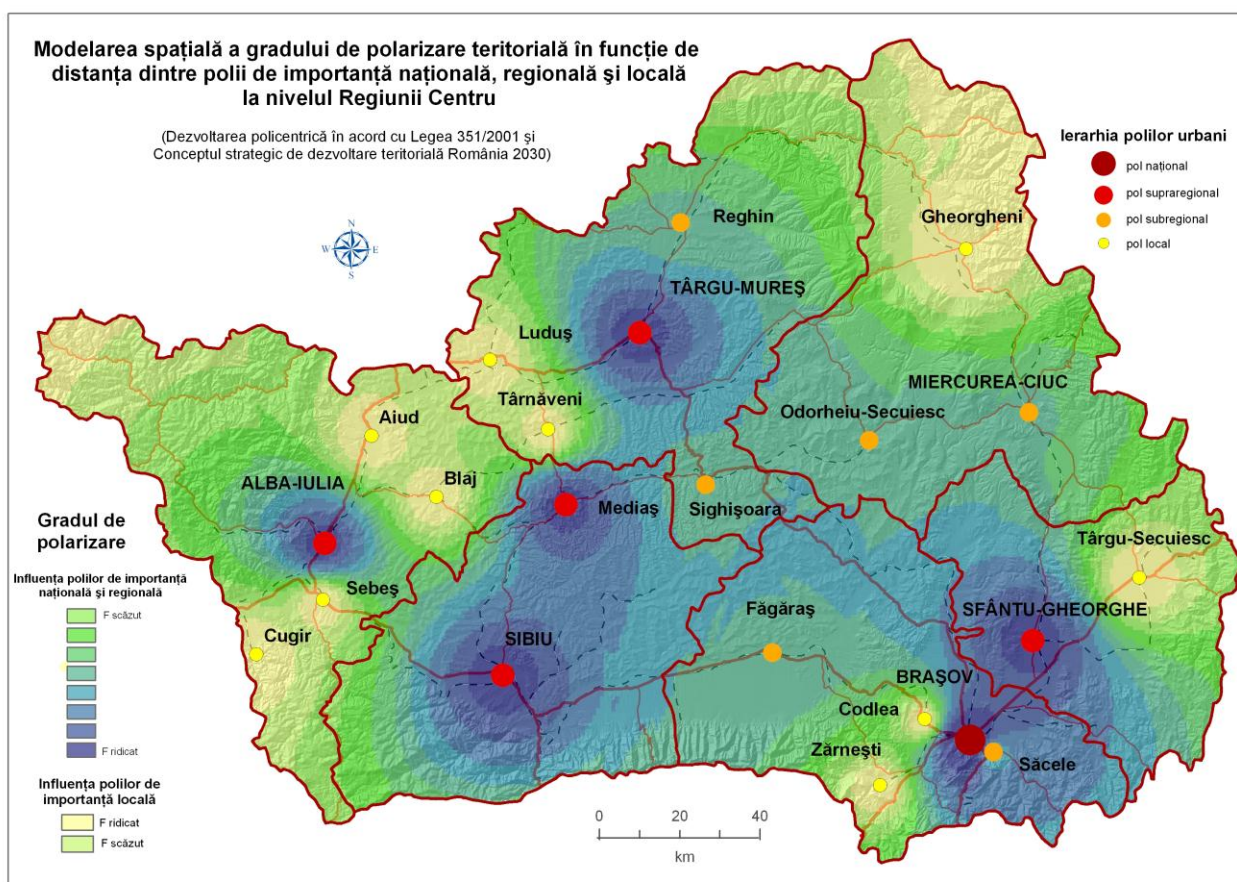 Modelarea spațială a gradului de polarizare teritorială în funcție de
distanța dintre polii de importanță națională, regională şi locală
la nivelul Regiunii Centru
(Dezvoltarea policentrică în acord cu Legea 351/2001 şi
Conceptul strategic de dezvoltare teritorială România 2030)
Ierarhia polilor urbani
pol național
pol supraregional
pol subregional
pol local
N
W
E
S
Reghin
Gheorgheni
TÂRGU-MUREŞ
Luduş
MIERCUREA-CIUC
Târnăveni
Odorheiu-Secuiesc
Aiud
Blaj
ALBA-IULIA
Mediaş
Sighişoara
Târgu-Secuiesc
Sebeş
Făgăraş
SFÂNTU-GHEORGHE
Cugir
SIBIU
BRAŞOV
Codlea
Zărneşti
Săcele
Gradul de
polarizare
Influența polilor de importanță
națională și regională
F scăzut
F ridicat
Influența polilor de
importanță locală
F ridicat
F scăzut
0 20 40
km